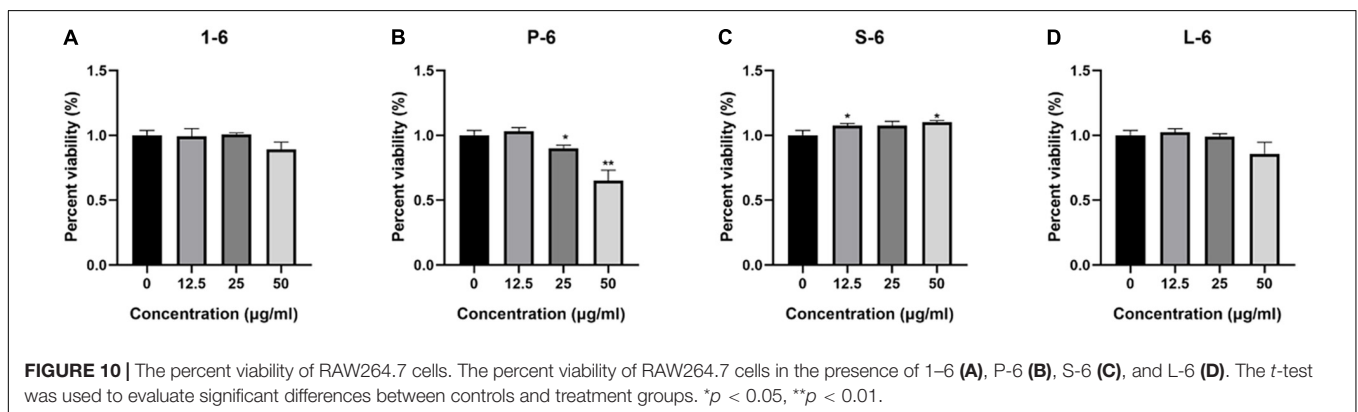 A
1-6
Percent viability (%)
1.5
1.0
0.5
0.0
0 12.5 25 50
Concentration (μg/ml)
B
P-6
Percent viability (%)
1.5
1.0
0.5
0.0
*
**
0 12.5 25 50
Concentration (μg/ml)
C
S-6
Percent viability (%)
1.5
1.0
0.5
0.0
*
*
0 12.5 25 50
Concentration (μg/ml)
D
L-6
Percent viability (%)
1.5
1.0
0.5
0.0
0 12.5 25 50
Concentration (μg/ml)
FIGURE 10 | The percent viability of RAW264.7 cells. The percent viability of RAW264.7 cells in the presence of 1–6 (A), P-6 (B), S-6 (C), and L-6 (D). The t-test
was used to evaluate significant differences between controls and treatment groups. *p < 0.05, **p < 0.01.